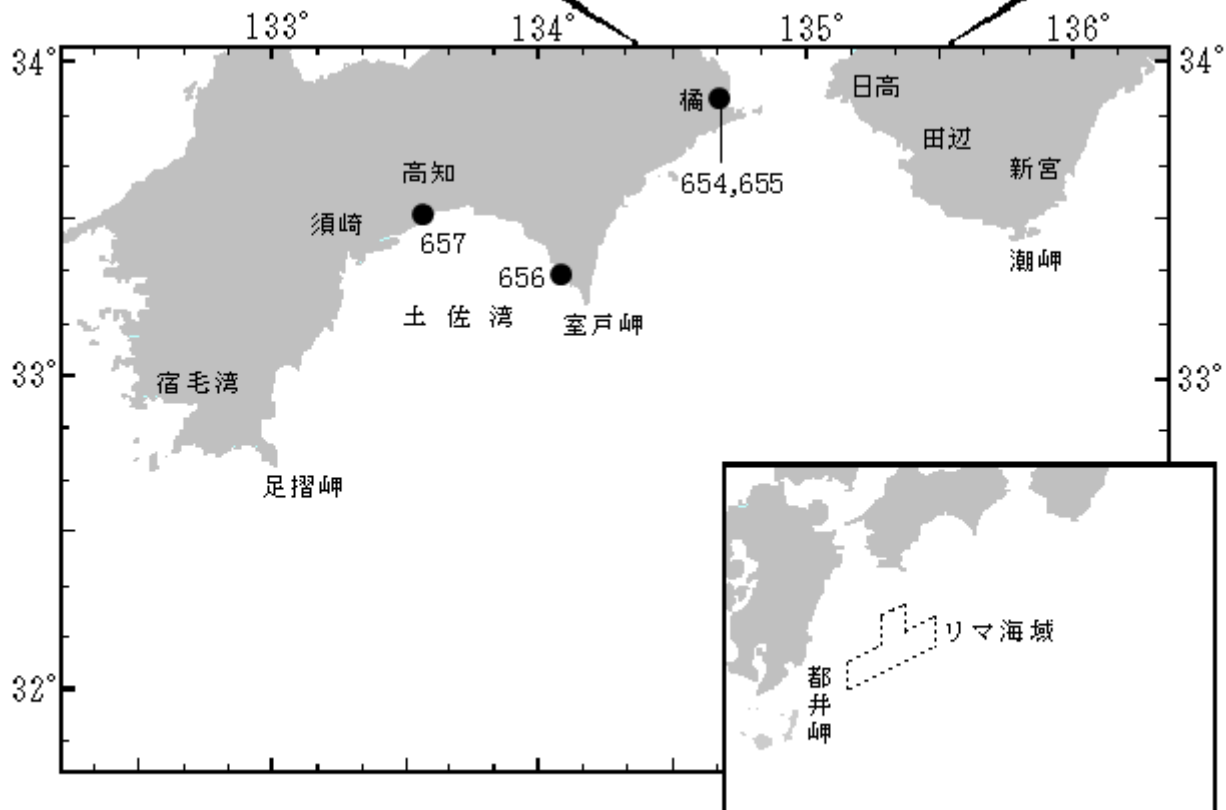 133° 134° 135° 136°
34° 34°
日高
橘
田辺
新宮
高知
654,655
須崎
657
潮岬
656
土佐湾
室戸岬
33° 33°
宿毛湾
足摺岬
リマ海域
都井岬
32°